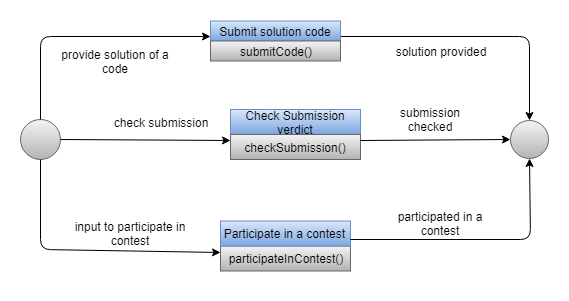 Submit solution code
submitCode()
provide solution of a
code
solution provided
check submission
Check Submission
verdict
checkSubmission()
submission
checked
input to participate in
contest
Participate in a contest
participateInContest()
participated in a
contest